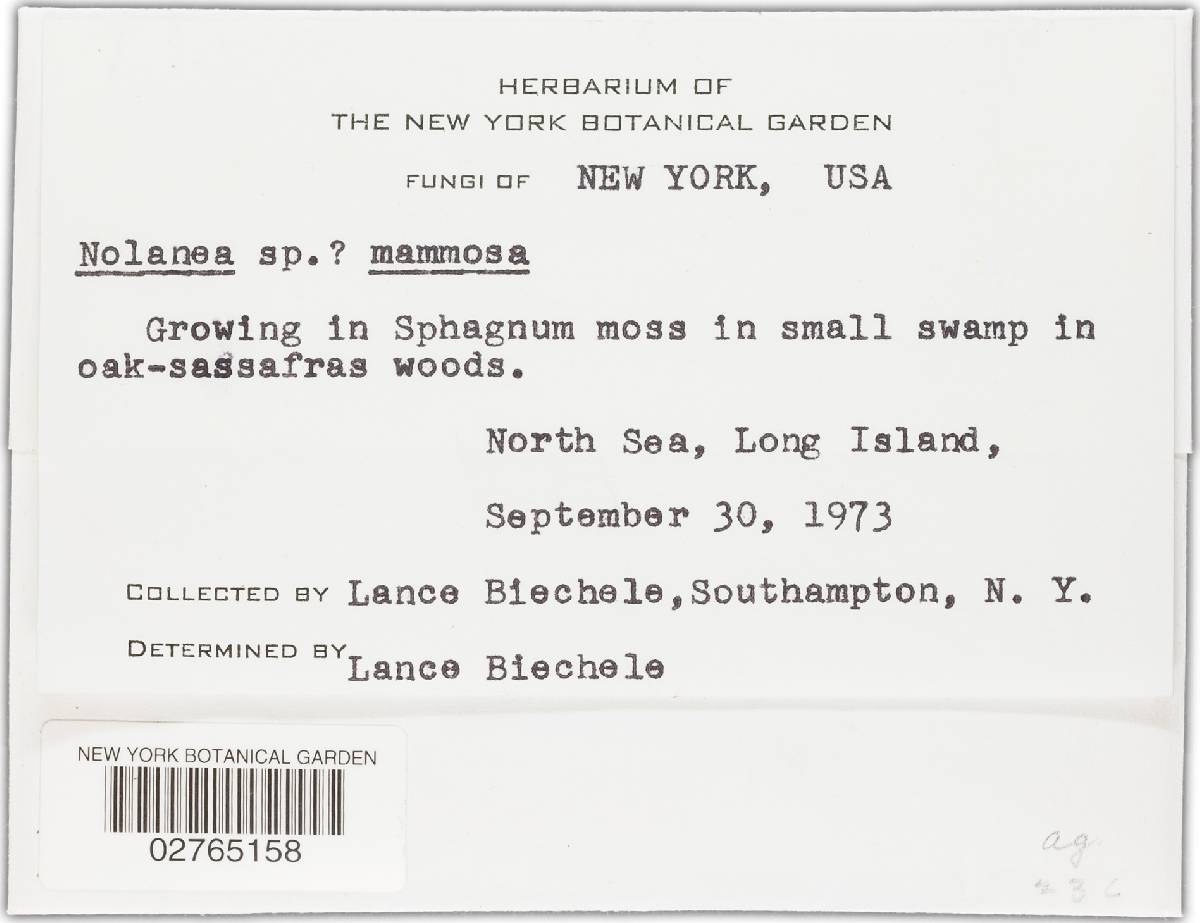 HERBARIUM OF
THE NEW YORK BOTANICAL GARDEN
FUNGI OF NEW YORK, USA
Nolanea sp.? mammosa
Growing in Sphagnum moss in small swamp in
oak-sassafras woods.
North Sea, Long Island,
September 30, 1973
COLLECTED BY Lance Biechele,Southampton, N. Y.
DETERMINED BY Lance Biechele
NEW YORK BOTANICAL GARDEN
02765158
ag